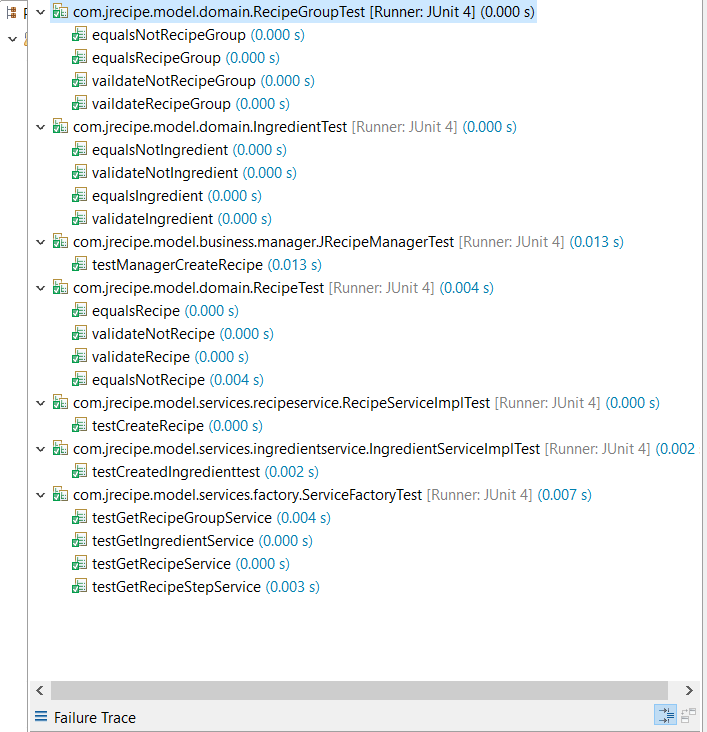 com.jrecipe.model.domain.RecipeGroupTest [Runner: JUnit 4] (0.000 s)
equalsNotRecipeGroup (0.000 s)
equalsRecipeGroup (0.000 s)
vaildateNotRecipeGroup (0.000 s)
vaildateRecipeGroup (0.000 s)
com.jrecipe.model.domain.IngredientTest [Runner: JUnit 4] (0.000 s)
equalsNotIngredient (0.000 s)
validateNotIngredient (0.000 s)
equalsIngredient (0.000 s)
validateIngredient (0.000 s)
com.jrecipe.model.business.manager.JRecipeManagerTest [Runner: JUnit 4] (0.013 s)
testManagerCreateRecipe (0.013 s)
com.jrecipe.model.domain.RecipeTest [Runner: JUnit 4] (0.004 s)
equalsRecipe (0.000 s)
validateNotRecipe (0.000 s)
validateRecipe (0.000 s)
equalsNotRecipe (0.004 s)
com.jrecipe.model.services.recipeservice.RecipeServiceImplTest [Runner: JUnit 4] (0.000 s)
testCreateRecipe (0.000 s)
com.jrecipe.model.services.ingredientservice.IngredientServiceImplTest [Runner: JUnit 4] (0.002
testCreatedIngredienttest (0.002 s)
com.jrecipe.model.services.factory.ServiceFactoryTest [Runner: JUnit 4] (0.007 s)
testGetRecipeGroupService (0.004 s)
testGetIngredientService (0.000 s)
testGetRecipeService (0.000 s)
testGetRecipeStepService (0.003 s)
Failure Trace